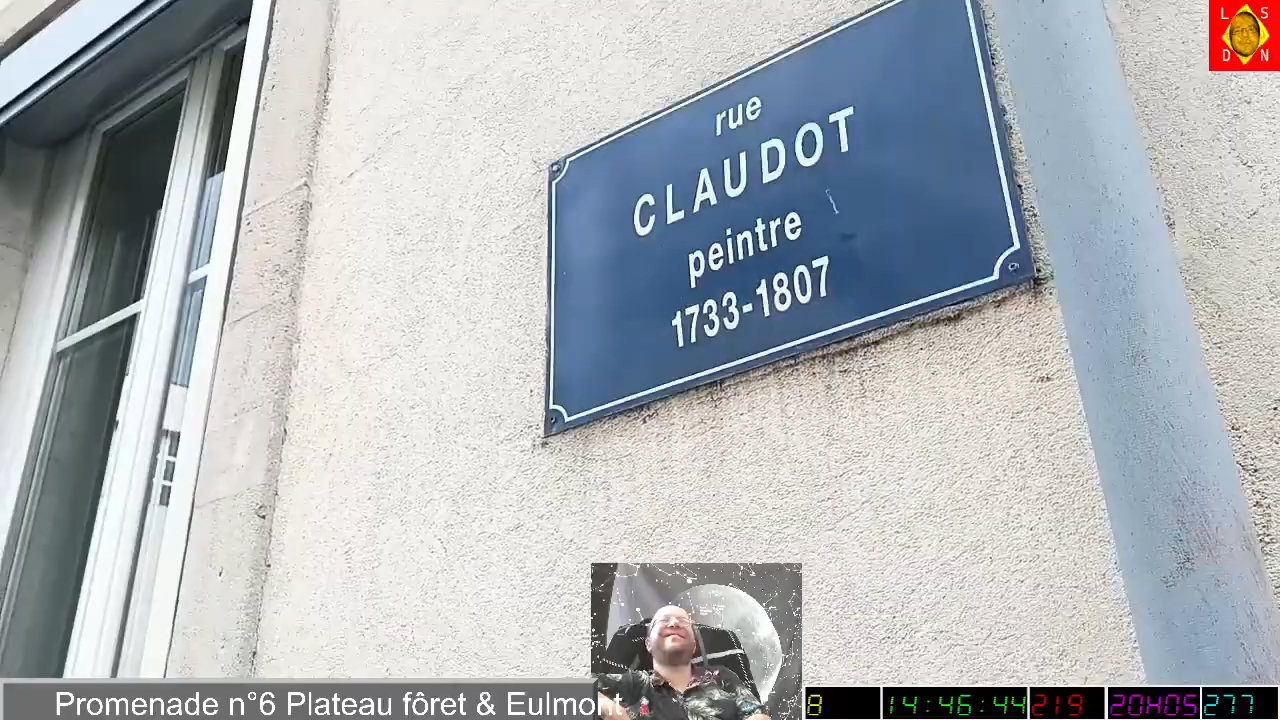 L S
D N
rue
CLAUDOT
peintre
1733-1807
Promenade n°6 Plateau fôret & Eulmont
8 14:46:44 219 20H05 277